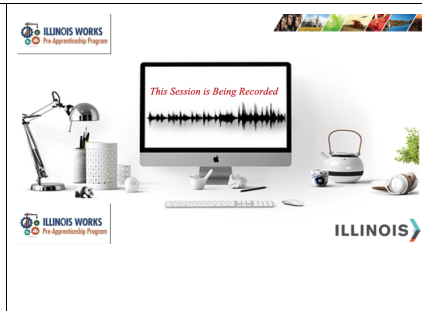 ILLINOIS WORKS
Pre-Apprenticeship Program
This Session is Being Recorded
ILLINOIS WORKS
Pre-Apprenticeship Program
ILLINOIS